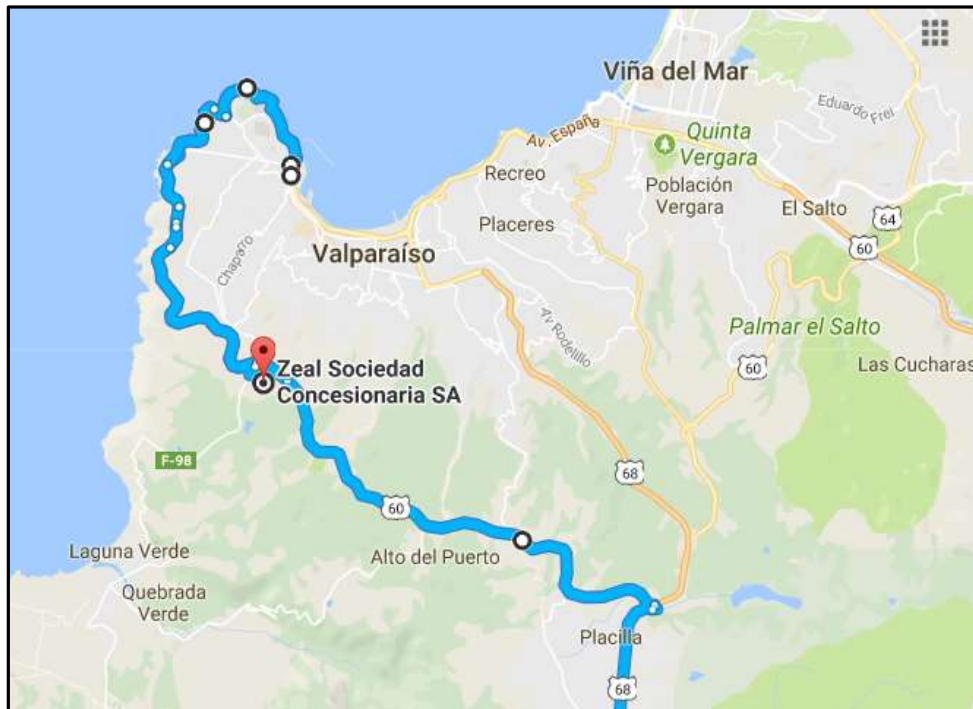 Viña del Mar
Eduardo Frei
Av. España
Quinta
Vergara
Recreo
Población
Vergara
El Salto
64
Placeres
60
Chaparro
Valparaíso
Av Rodelillo
Palmar el Salto
Las Cucharas
60
Zeal Sociedad
Concesionaria SA
F-98
68
60
Laguna Verde
Alto del Puerto
Quebrada
Verde
Placilla
68